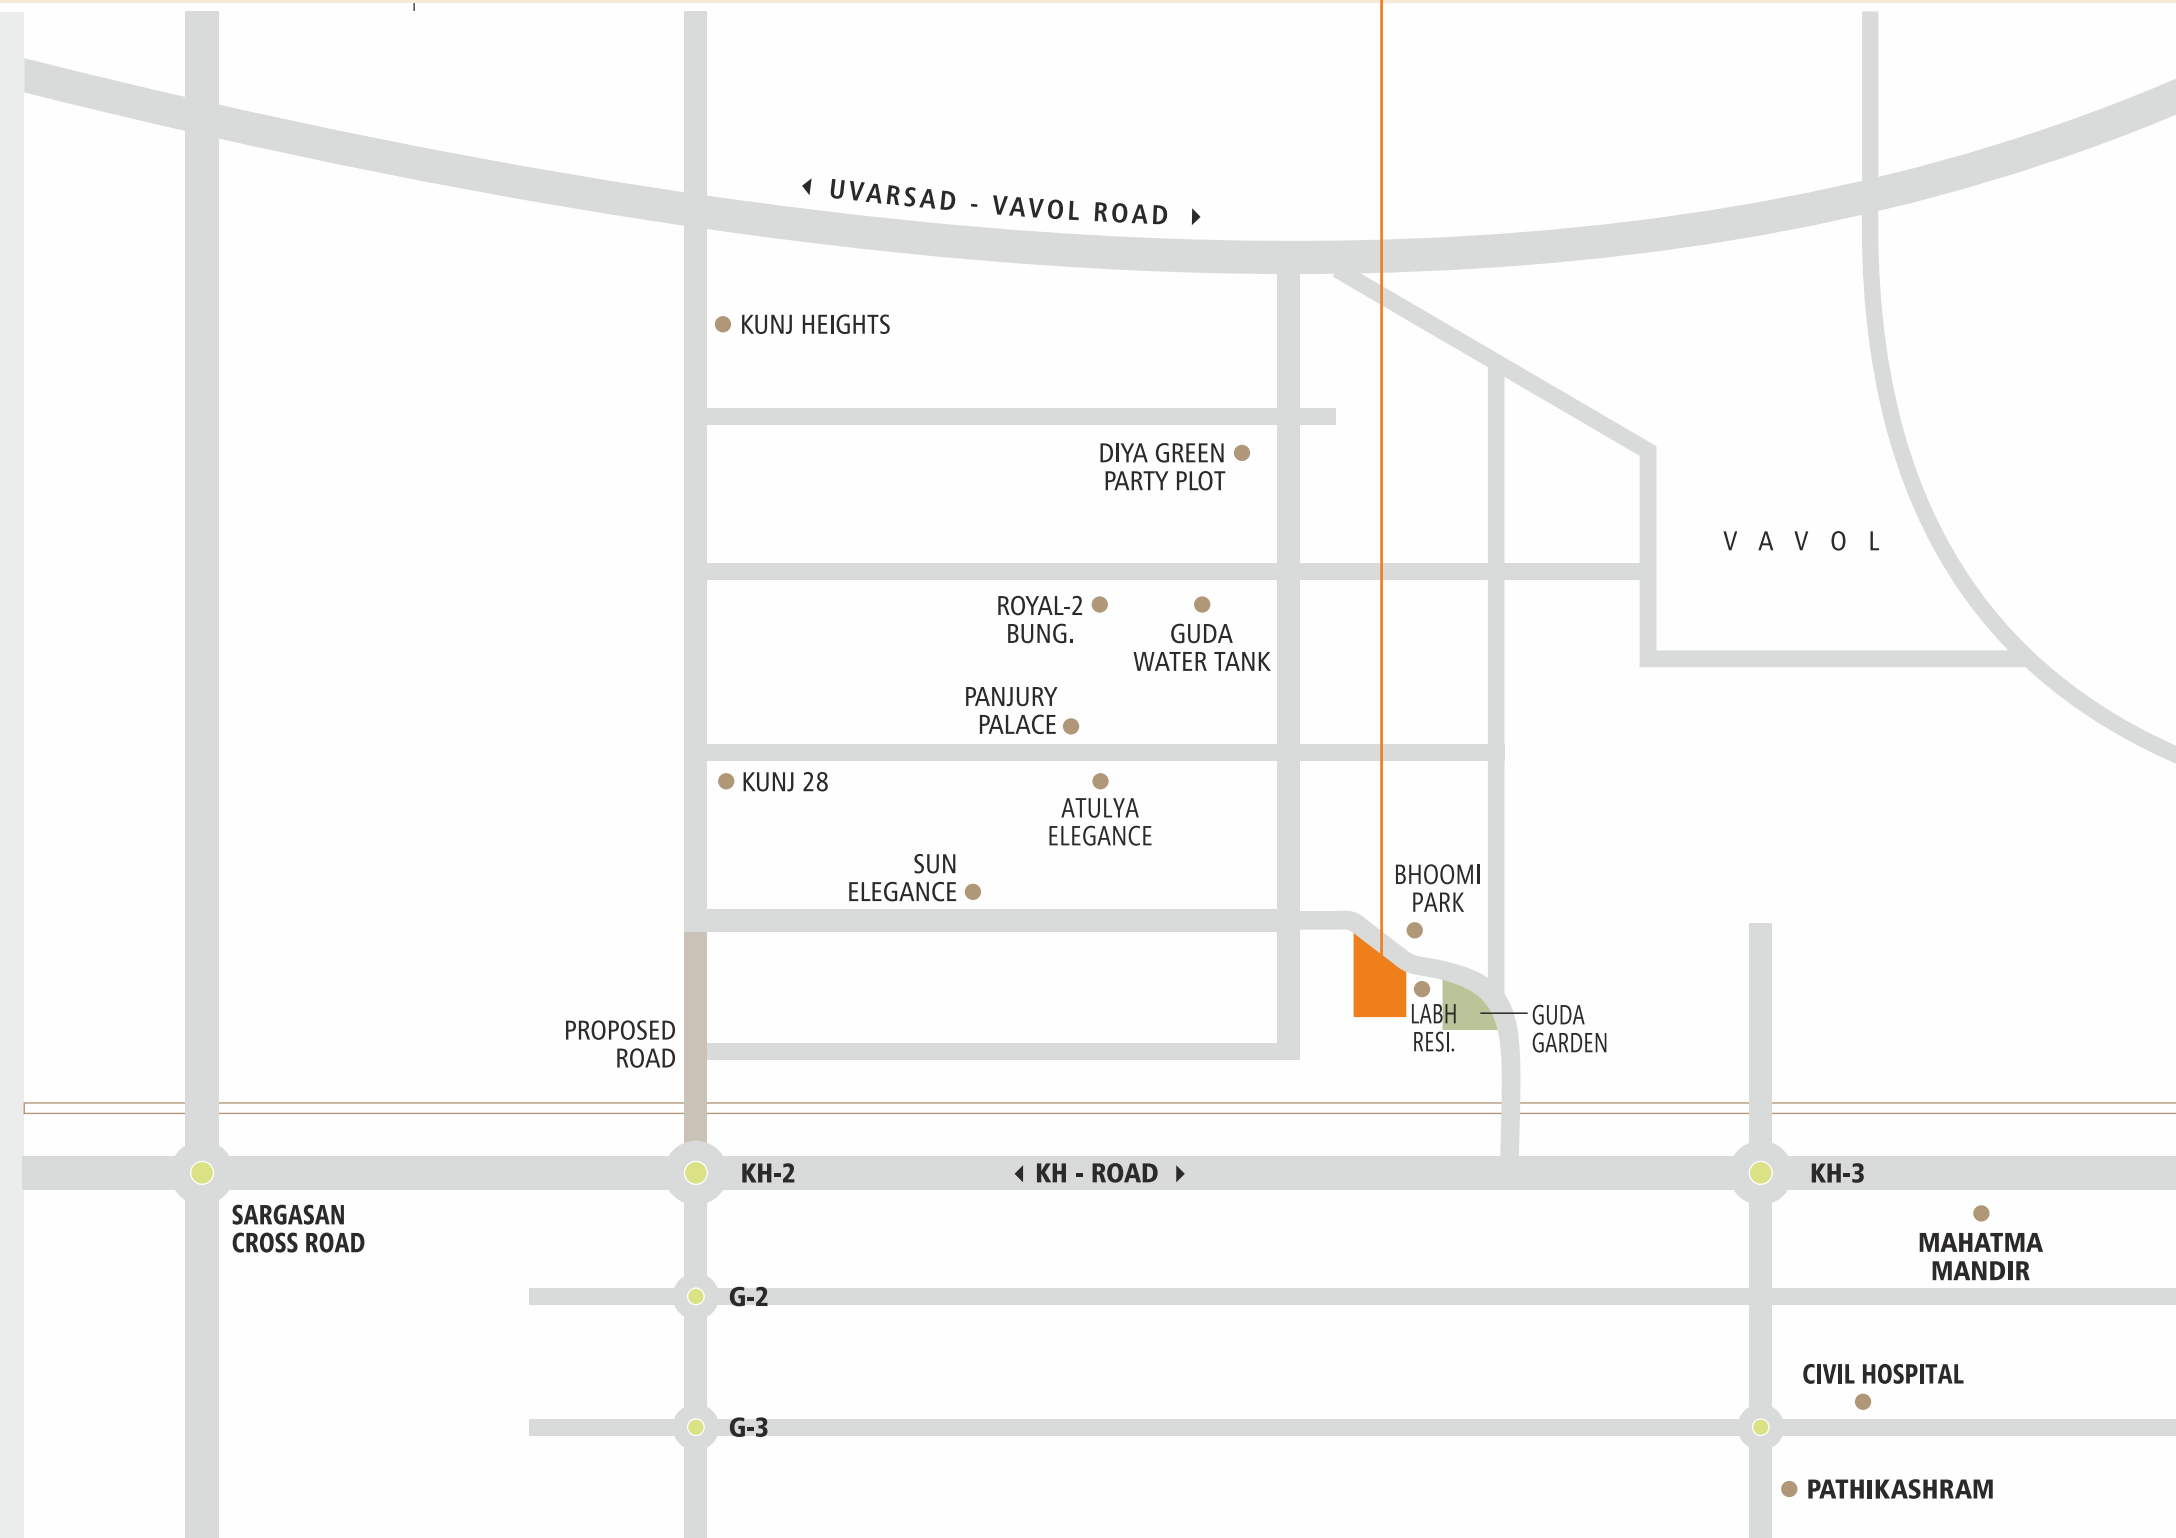 UVARSAD - VAVOL ROAD
KUNJ HEIGHTS
DIYA GREEN
PARTY PLOT
V A V O L
ROYAL-2
BUNG.
GUDA
WATER TANK
PANJURY
PALACE
KUNJ 28
ATULYA
ELEGANCE
SUN
ELEGANCE
BHOOMI
PARK
LABH
RESI.
GUDA
GARDEN
PROPOSED
ROAD
KH-2
KH - ROAD
KH-3
SARGASAN
CROSS ROAD
MAHATMA
MANDIR
G-2
CIVIL HOSPITAL
G-3
PATHIKASHRAM